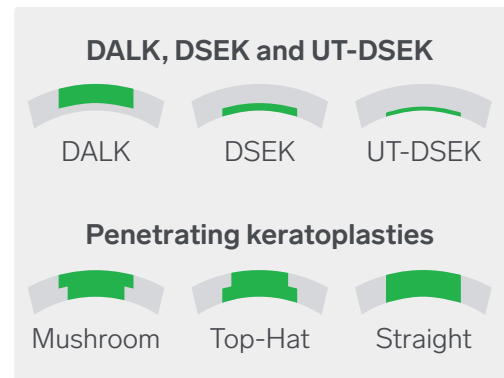 DALK, DSEK and UT-DSEK
DALK DSEK UT-DSEK
Penetrating keratoplasties
Mushroom Top-Hat Straight